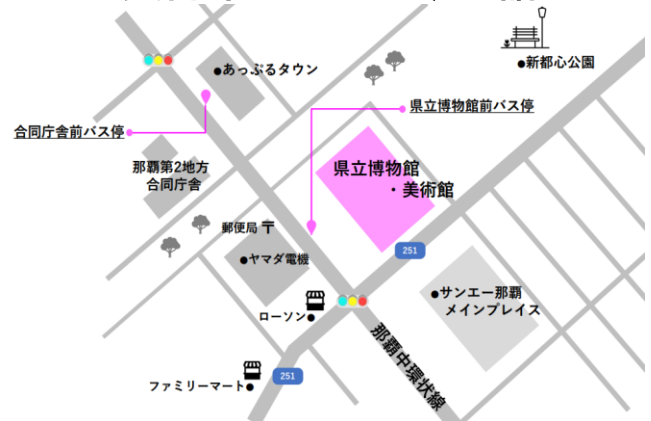 ●新都心公園
●あっぷるタウン
県立博物館前バス停
合同庁舎前バス停
那覇第2地方
合同庁舎
県立博物館
・美術館
郵便局 〒
●ヤマダ電機
251
●サンエー那覇
メインプレイス
ローソン●
那覇中環状線
251
ファミリーマート●